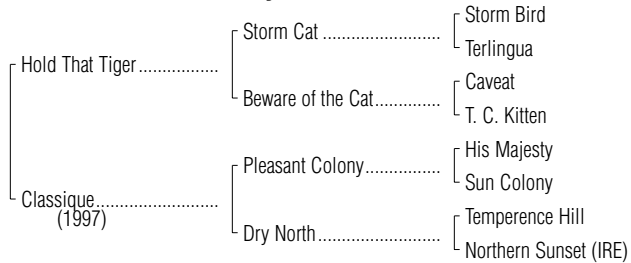 Storm Bird
Storm Cat ..............................
Terlingua
Hold That Tiger.................
Caveat
Beware of the Cat..............
T. C. Kitten
His Majesty
Pleasant Colony................
Sun Colony
Classique..........................
(1997)
Temperence Hill
Dry North..........................
Northern Sunset (IRE)